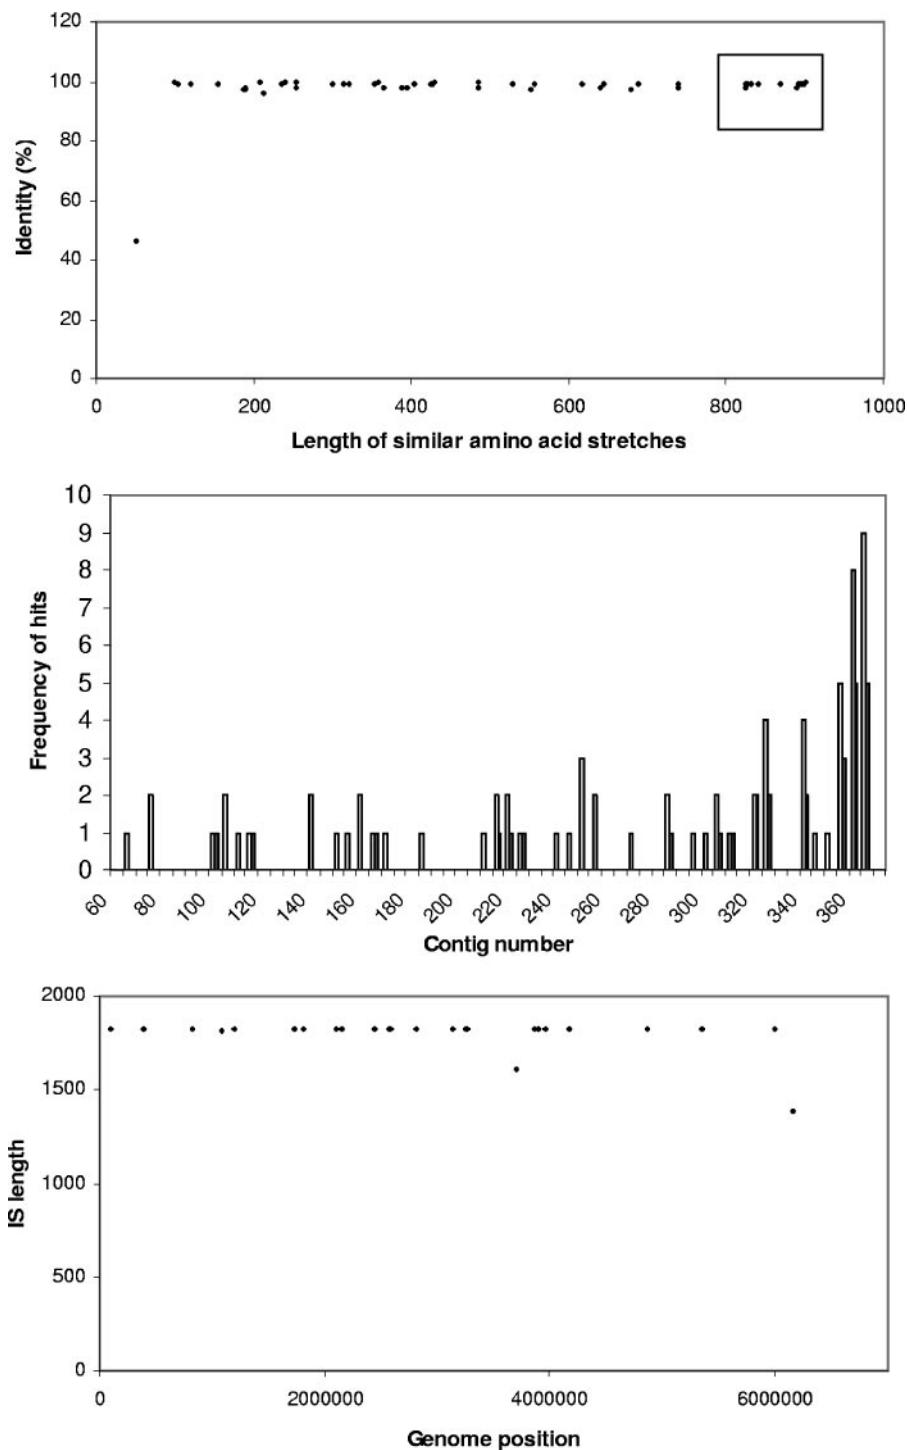 120
100
80
60
40
20
0
Identity (%)
0 200 400 600 800 1000
Length of similar amino acid stretches
10
9
8
7
6
5
4
3
2
1
0
Frequency of hits
60 80 100 120 140 160 180 200 220 240 260 280 300 320 340 360
Contig number
2000
1500
1000
500
0
IS length
0 2000000 4000000 6000000
Genome position